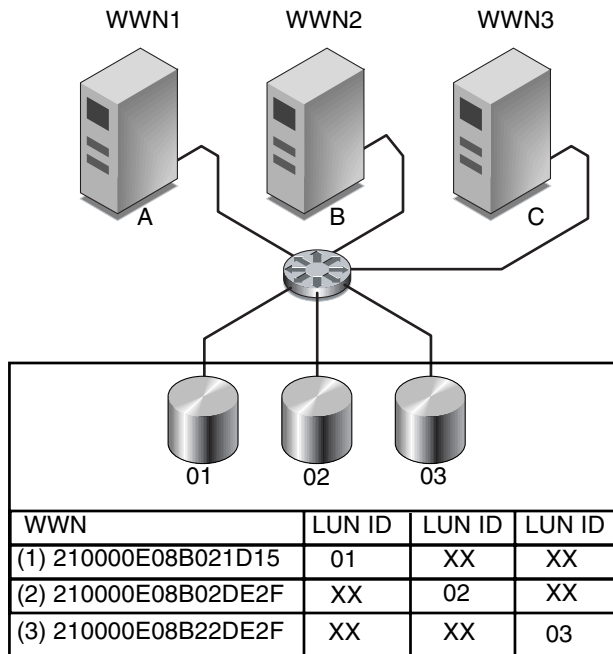 WWN1 WWN2 WWN3
A B C
01 02 03
WWN LUN ID LUN ID LUN ID
(1) 210000E08B021D15 01 XX XX
(2) 210000E08B02DE2F XX 02 XX
(3) 210000E08B22DE2F XX XX 03